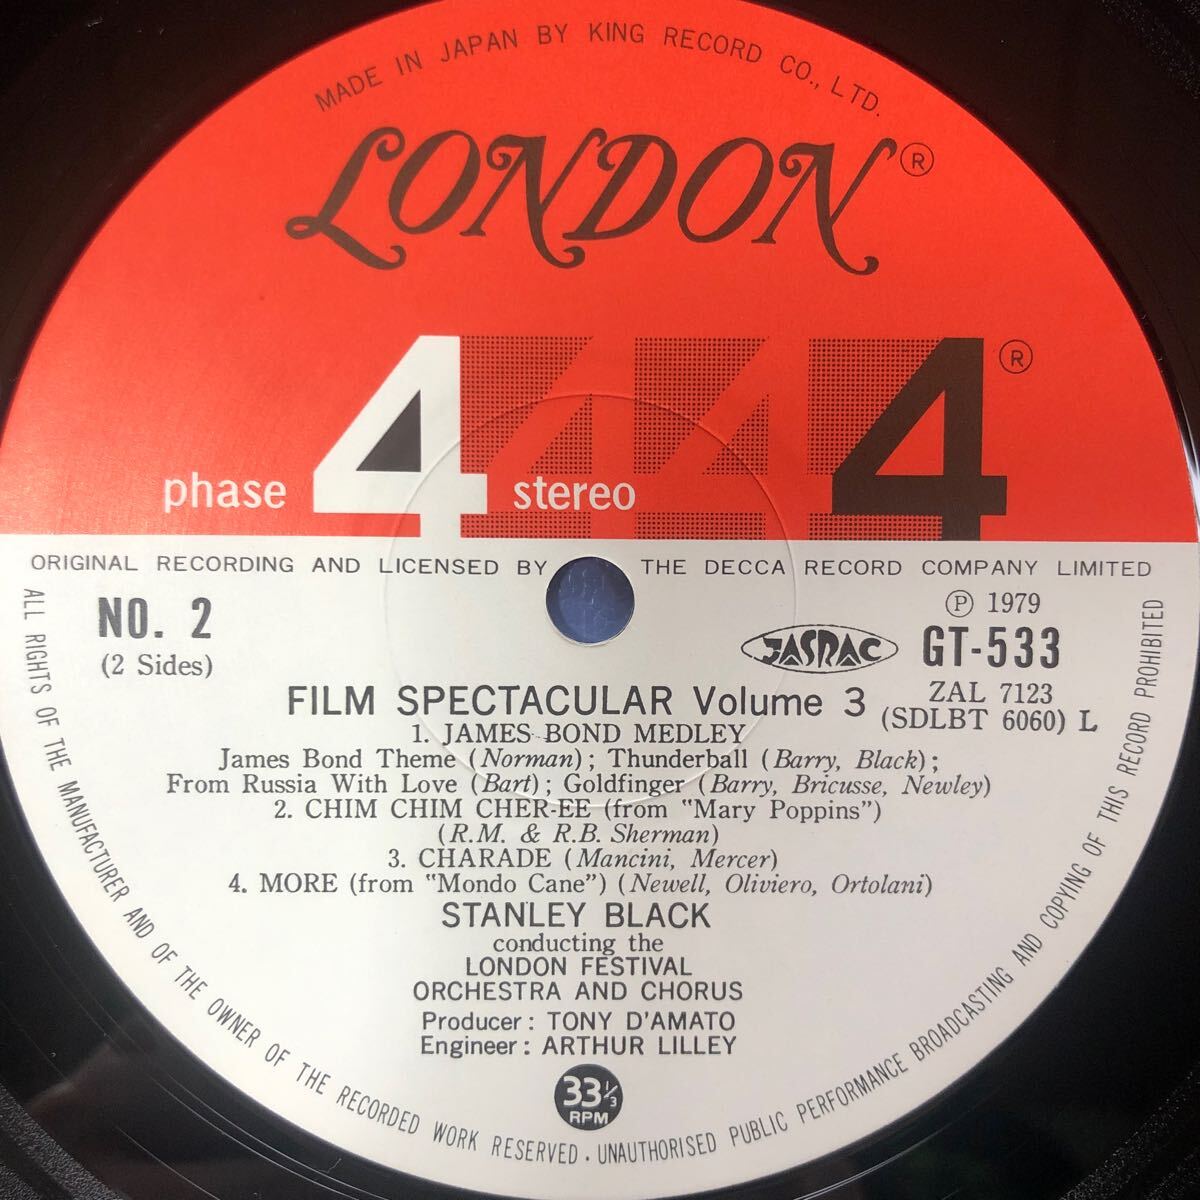 MADE IN JAPAN BY KING RECORD CO., LTD.
LONDON®
4 4 ®
phase 4 stereo
ORIGINAL RECORDING AND LICENSED BY THE DECCA RECORD COMPANY LIMITED
NO. 2
(2 Sides)
Ⓟ 1979
JASRAC GT-533
ZAL 7123
(SDLBT 6060) L
FILM SPECTACULAR Volume 3
1. JAMES BOND MEDLEY
James Bond Theme (Norman) ; Thunderball (Barry, Black) ;
From Russia With Love (Bart) ; Goldfinger (Barry, Bricusse, Newley)
2. CHIM CHIM CHER-EE (from "Mary Poppins")
(R.M. & R.B. Sherman)
3. CHARADE (Mancini, Mercer)
4. MORE (from "Mondo Cane") (Newell, Oliviero, Ortolani)
STANLEY BLACK
conducting the
LONDON FESTIVAL
ORCHESTRA AND CHORUS
Producer : TONY D'AMATO
Engineer : ARTHUR LILLEY
33 1/3
RPM
ALL RIGHTS OF THE MANUFACTURER AND OF THE OWNER OF THE RECORDED WORK RESERVED . UNAUTHORISED PUBLIC PERFORMANCE BROADCASTING AND COPYING OF THIS RECORD PROHIBITED